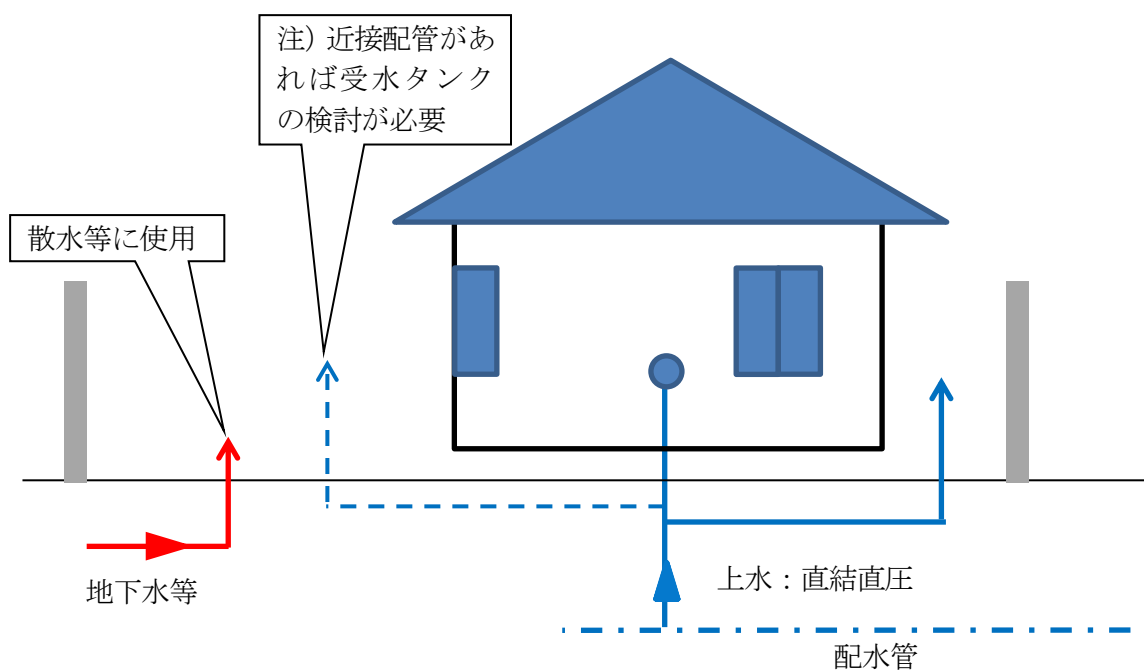 注）近接配管があ
れば受水タンク
の検討が必要
散水等に使用
地下水等
上水：直結直圧
配水管